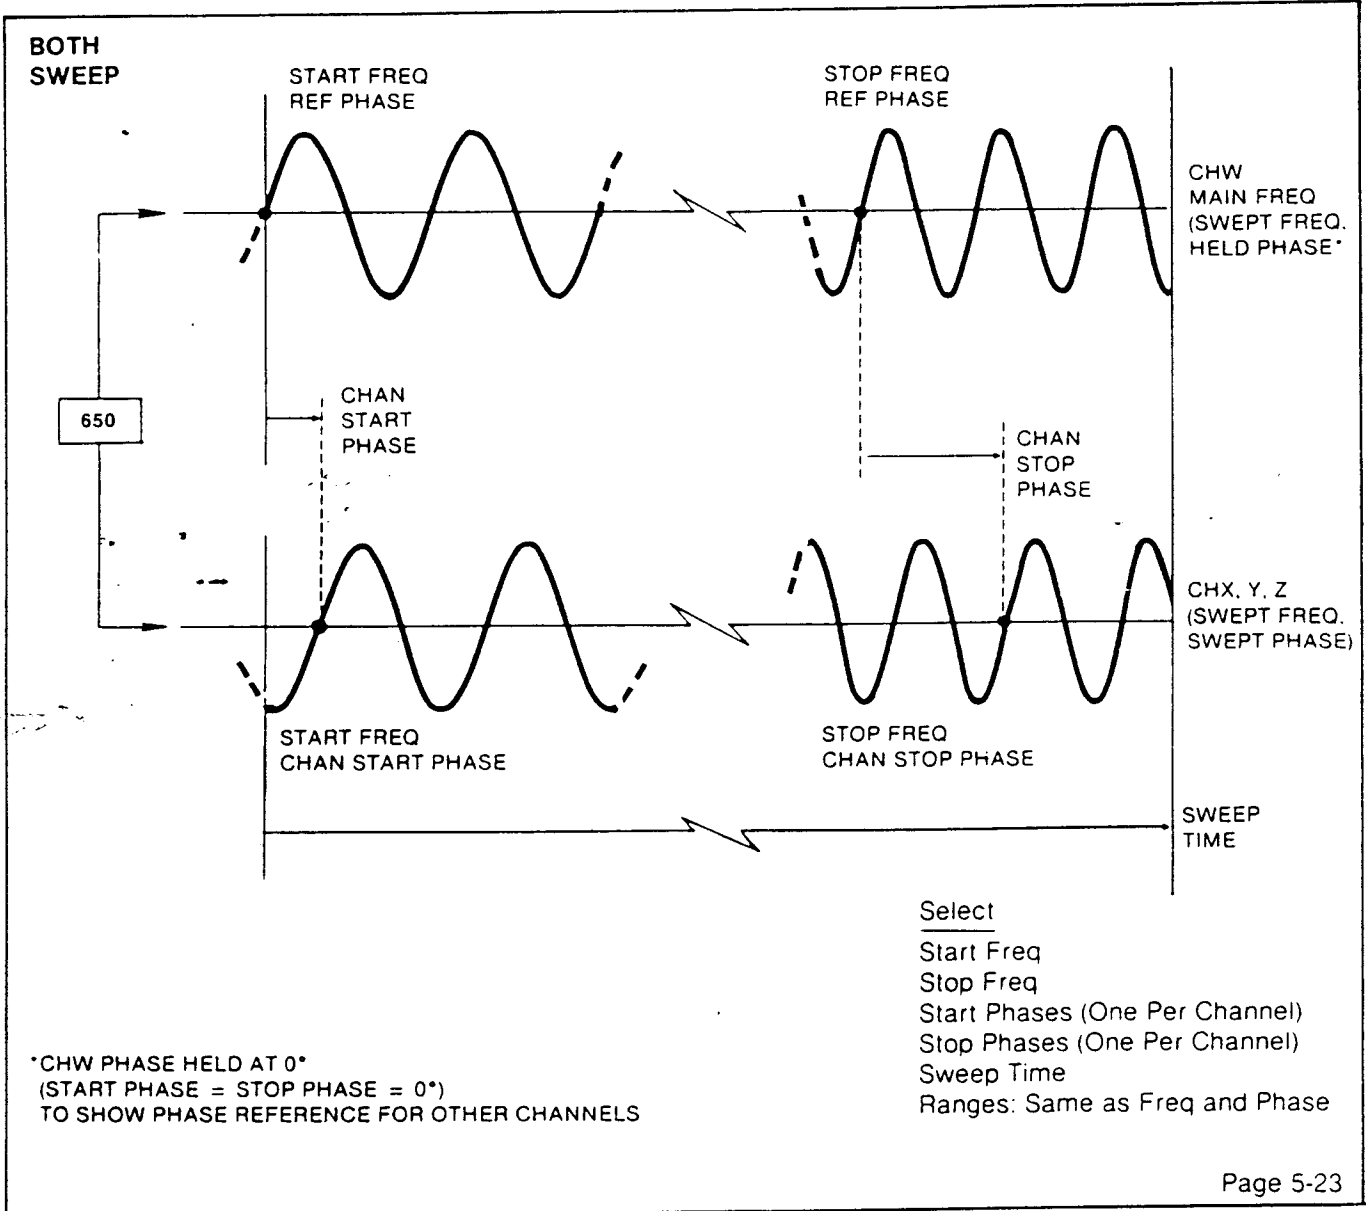 BOTH
SWEEP
START FREQ
REF PHASE
STOP FREQ
REF PHASE
CHW
MAIN FREQ
(SWEPT FREQ.
HELD PHASE*
650
CHAN
START
PHASE
CHAN
STOP
PHASE
CHX, Y, Z
(SWEPT FREQ.
SWEPT PHASE)
START FREQ
CHAN START PHASE
STOP FREQ
CHAN STOP PHASE
SWEEP
TIME
Select
Start Freq
Stop Freq
Start Phases (One Per Channel)
Stop Phases (One Per Channel)
Sweep Time
Ranges: Same as Freq and Phase
*CHW PHASE HELD AT 0°
(START PHASE = STOP PHASE = 0°)
TO SHOW PHASE REFERENCE FOR OTHER CHANNELS
Page 5-23